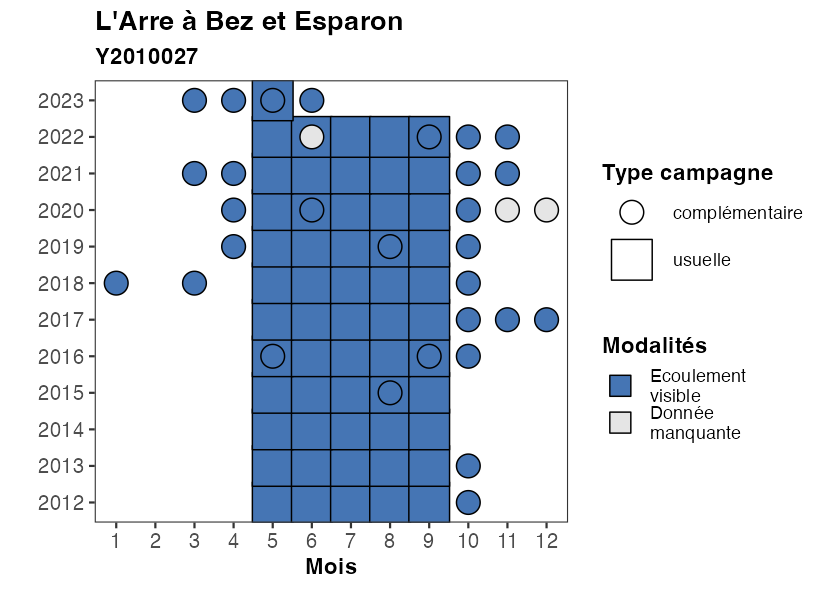 L'Arre à Bez et Esparon
Y2010027
2023
2022
2021
2020
2019
2018
2017
2016
2015
2014
2013
2012
1 2 3 4 5 6 7 8 9 10 11 12
Mois
Type campagne
complémentaire
usuelle
Modalités
Ecoulement
visible
Donnée
manquante